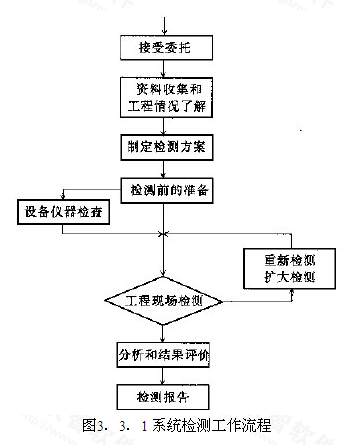 接受委托
资料收集和
工程情况了解
制定检测方案
检测前的准备
设备仪器检查
重新检测
扩大检测
工程现场检测
分析和结果评价
检测报告
图3．3．1系统检测工作流程